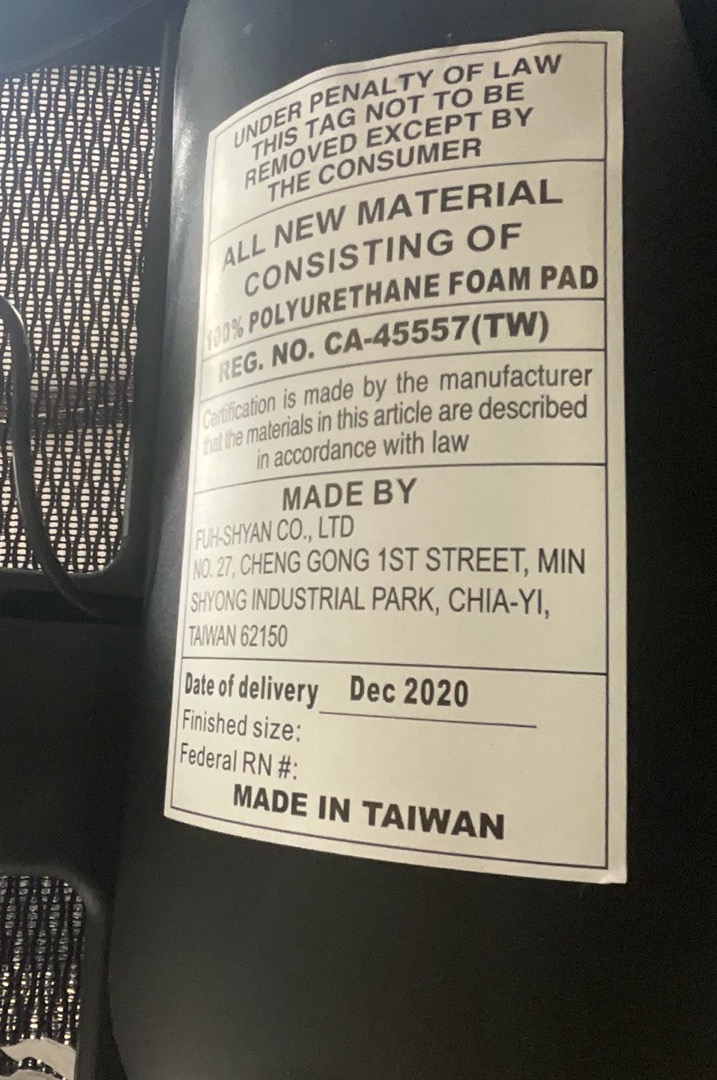 UNDER PENALTY OF LAW
THIS TAG NOT TO BE
REMOVED EXCEPT BY
THE CONSUMER
ALL NEW MATERIAL
CONSISTING OF
100% POLYURETHANE FOAM PAD
REG. NO. CA-45557(TW)
Certification is made by the manufacturer
that the materials in this article are described
in accordance with law
MADE BY
FUH-SHYAN CO., LTD
NO. 27, CHENG GONG 1ST STREET, MIN
SHYONG INDUSTRIAL PARK, CHIA-YI,
TAIWAN 62150
Date of delivery Dec 2020
Finished size:
Federal RN #:
MADE IN TAIWAN